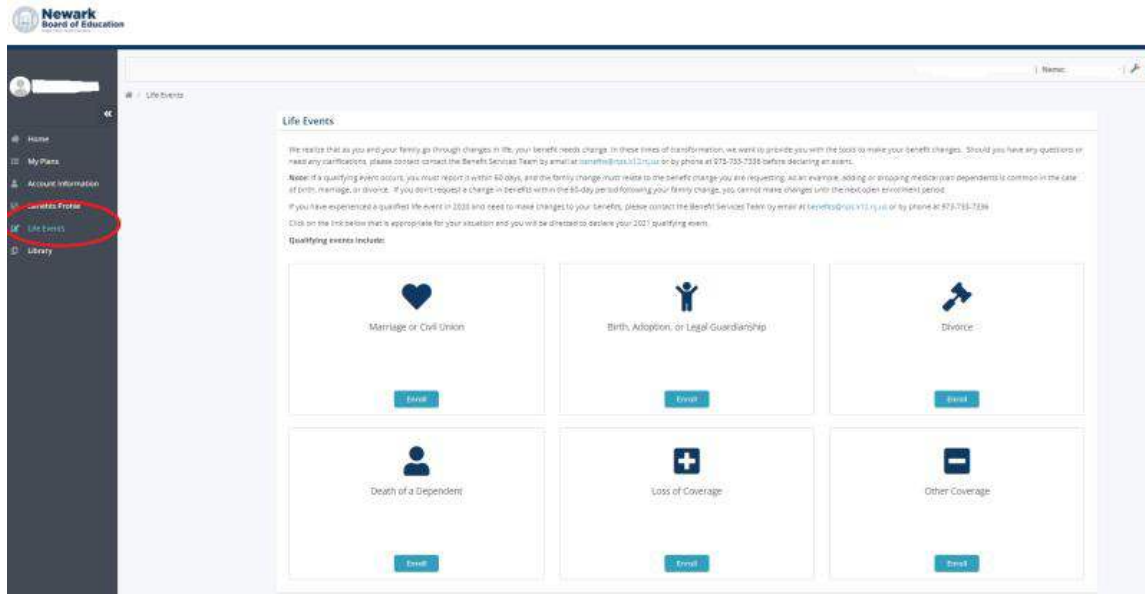 Newark
Board of Education
| Name:
/ Life Events
Home
My Plans
Account Information
Benefits Profile
Life Events
Library
Life Events
We realize that as you and your family go through changes in life, your benefit needs change. In these times of transformation, we want to provide you with the tools to make your benefit changes. Should you have any questions or
need any clarifications, please contact contact the Benefit Services Team by email at benefits@nps.k12.nj.us or by phone at 973-733-7336 before declaring an event.
Note: If a qualifying event occurs, you must report it within 60 days, and the family change must relate to the benefit change you are requesting; as an example, adding or dropping medical plan dependents is common in the case
of birth, marriage, or divorce. If you don't request a change in benefits within the 60-day period following your family change, you cannot make changes until the next open enrollment period.
If you have experienced a qualified life event in 2020 and need to make changes to your benefits, please contact the Benefit Services Team by email at benefits@nps.k12.nj.us or by phone at 973-733-7336
Click on the link below that is appropriate for your situation and you will be directed to declare your 2021 qualifying event.
Qualifying events include:
Marriage or Civil Union
Birth, Adoption, or Legal Guardianship
Divorce
Enroll
Enroll
Enroll
Death of a Dependent
Loss of Coverage
Other Coverage
Enroll
Enroll
Enroll